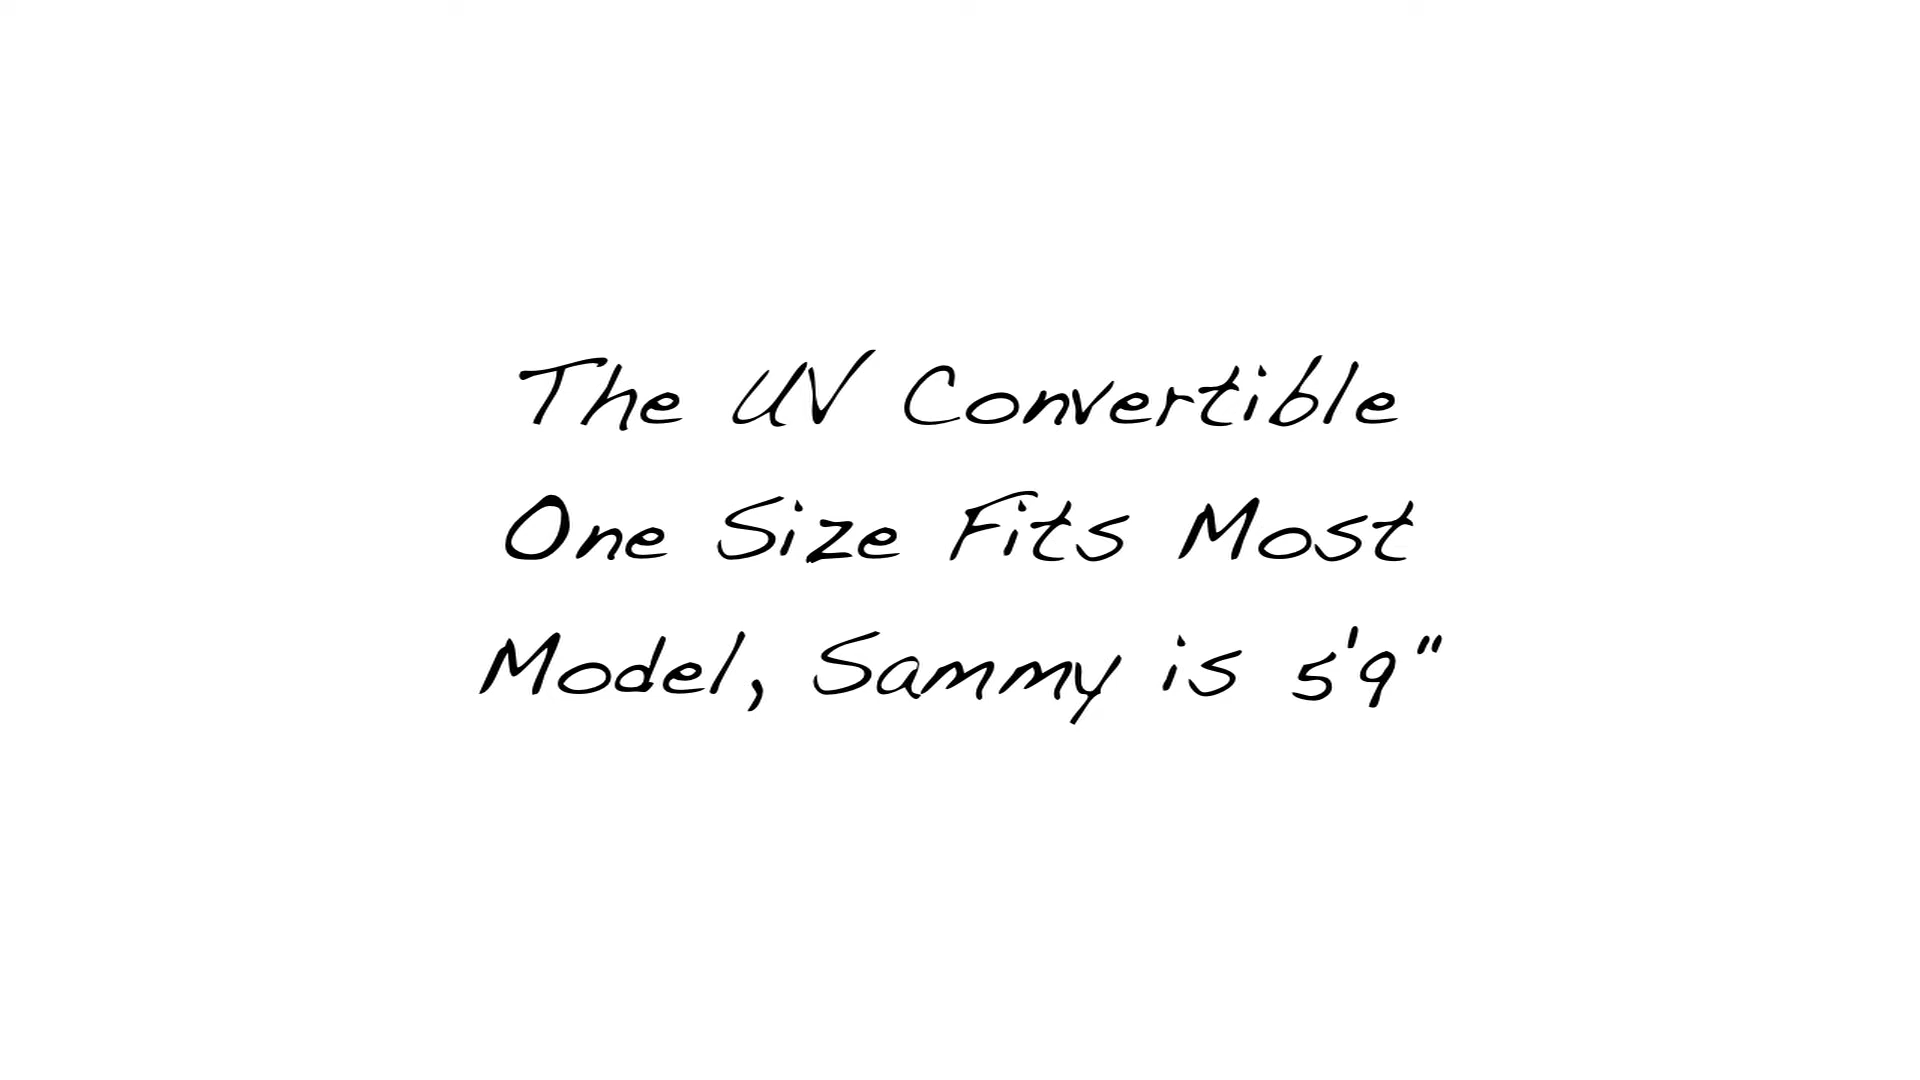 The UV Convertible
One Size Fits Most
Model, Sammy is 5'9"